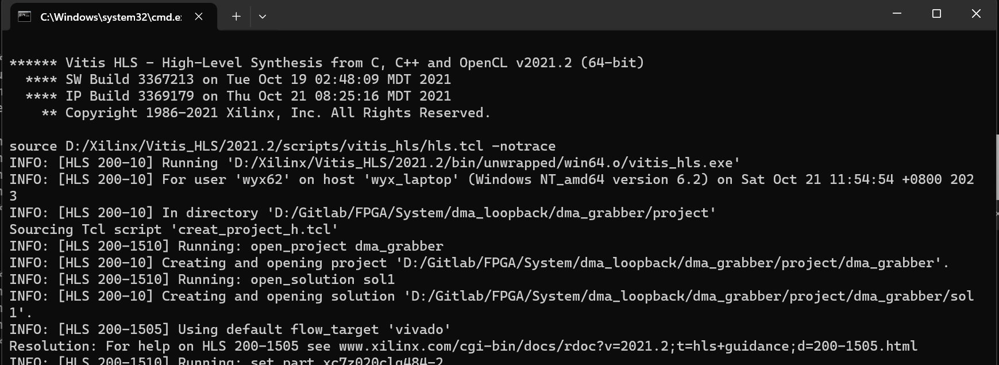 C:\Windows\system32\cmd.e
****** Vitis HLS - High-Level Synthesis from C, C++ and OpenCL v2021.2 (64-bit)
**** SW Build 3367213 on Tue Oct 19 02:48:09 MDT 2021
**** IP Build 3369179 on Thu Oct 21 08:25:16 MDT 2021
** Copyright 1986-2021 Xilinx, Inc. All Rights Reserved.
source D:/Xilinx/Vitis_HLS/2021.2/scripts/vitis_hls/hls.tcl -notrace
INFO: [HLS 200-10] Running 'D:/Xilinx/Vitis_HLS/2021.2/bin/unwrapped/win64.o/vitis_hls.exe'
INFO: [HLS 200-10] For user 'wyx62' on host 'wyx_laptop' (Windows NT_amd64 version 6.2) on Sat Oct 21 11:54:54 +0800 202
3
INFO: [HLS 200-10] In directory 'D:/Gitlab/FPGA/System/dma_loopback/dma_grabber/project'
Sourcing Tcl script 'creat_project_h.tcl'
INFO: [HLS 200-1510] Running: open_project dma_grabber
INFO: [HLS 200-10] Creating and opening project 'D:/Gitlab/FPGA/System/dma_loopback/dma_grabber/project/dma_grabber'.
INFO: [HLS 200-1510] Running: open_solution sol1
INFO: [HLS 200-10] Creating and opening solution 'D:/Gitlab/FPGA/System/dma_loopback/dma_grabber/project/dma_grabber/sol
1'.
INFO: [HLS 200-1505] Using default flow_target 'vivado'
Resolution: For help on HLS 200-1505 see www.xilinx.com/cgi-bin/docs/rdoc?v=2021.2;t=hls+guidance;d=200-1505.html
INFO: [HLS 200-1510] Running: set_part xc7z020clg484-2